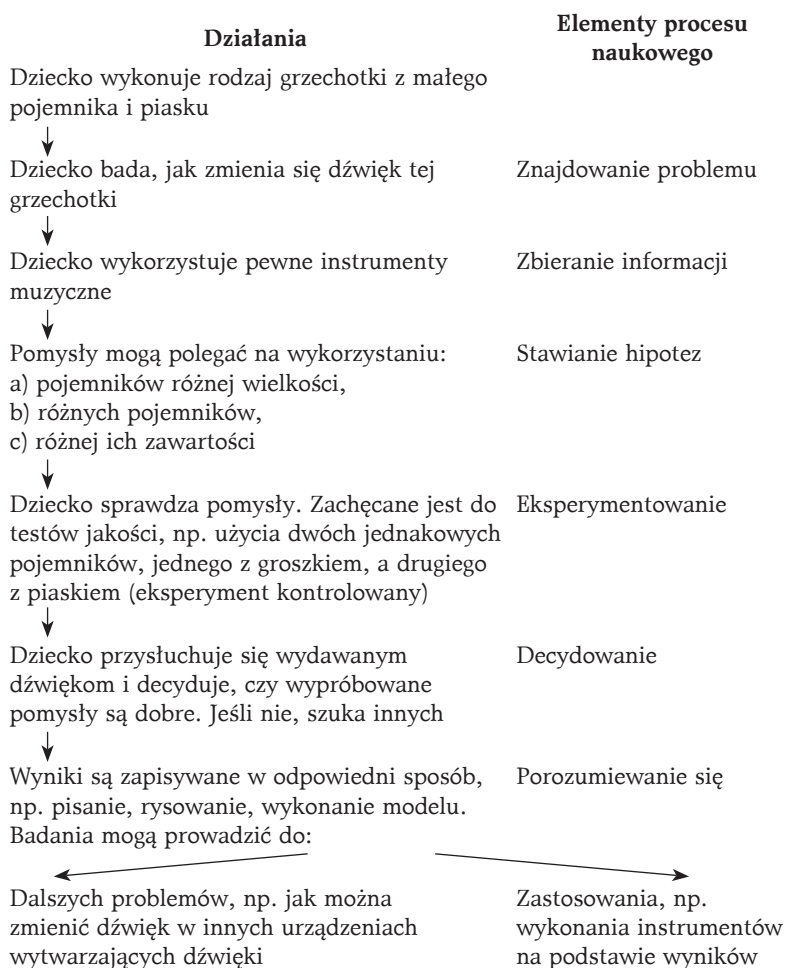 Działania
Elementy procesu
naukowego
Dziecko wykonuje rodzaj grzechotki z małego
pojemnika i piasku
Dziecko bada, jak zmienia się dźwięk tej
grzechotki
Znajdowanie problemu
Dziecko wykorzystuje pewne instrumenty
muzyczne
Zbieranie informacji
Pomysły mogą polegać na wykorzystaniu:
a) pojemników różnej wielkości,
b) różnych pojemników,
c) różnej ich zawartości
Stawianie hipotez
Dziecko sprawdza pomysły. Zachęcane jest do
testów jakości, np. użycia dwóch jednakowych
pojemników, jednego z groszkiem, a drugiego
z piaskiem (eksperyment kontrolowany)
Eksperymentowanie
Dziecko przysłuchuje się wydawanym
dźwiękom i decyduje, czy wypróbowane
pomysły są dobre. Jeśli nie, szuka innych
Decydowanie
Wyniki są zapisywane w odpowiedni sposób,
np. pisanie, rysowanie, wykonanie modelu.
Badania mogą prowadzić do:
Porozumiewanie się
Dalszych problemów, np. jak można
zmienić dźwięk w innych urządzeniach
wytwarzających dźwięki
Zastosowania, np.
wykonania instrumentów
na podstawie wyników